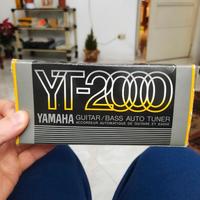 YT-2000
YAMAHA GUITAR/BASS AUTO TUNER
ACCORDEUR AUTOMATIQUE DE GUITARE ET BASSE